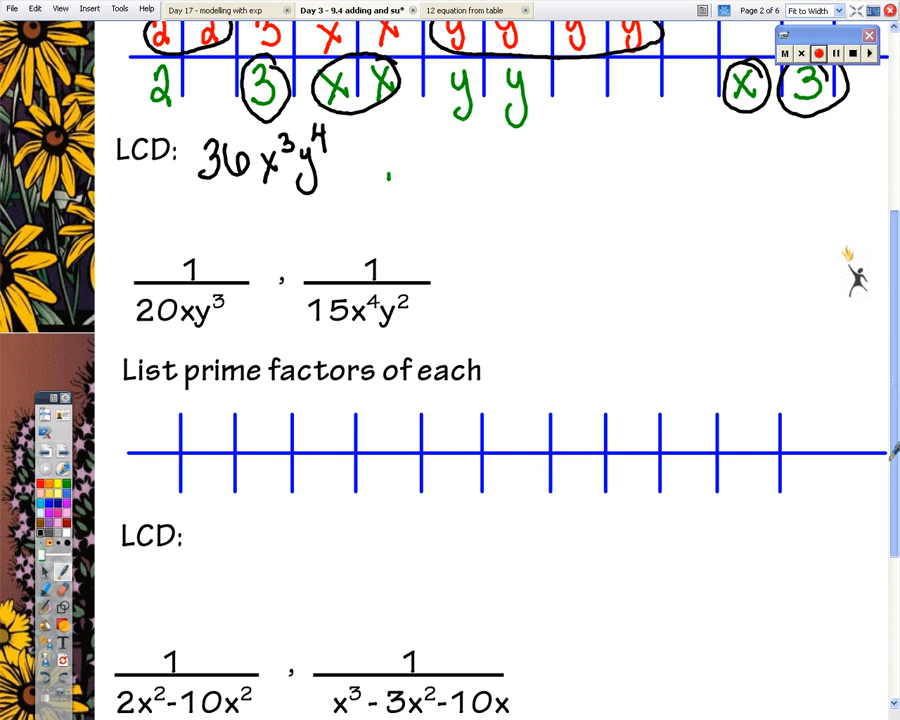 File Edit View Insert Tools Help
Day 17 - modelling with exp
Day 3 - 9.4 adding and su*
12 equation from table
Page 2 of 6
Fit to Width
2 2 3 x x y y y y
M
2 3 x x y y x 3
LCD: 36x³y⁴
1 , 1
20xy³ 15x⁴y²
List prime factors of each
LCD:
1 , 1
2x²-10x² x³ - 3x²-10x
T